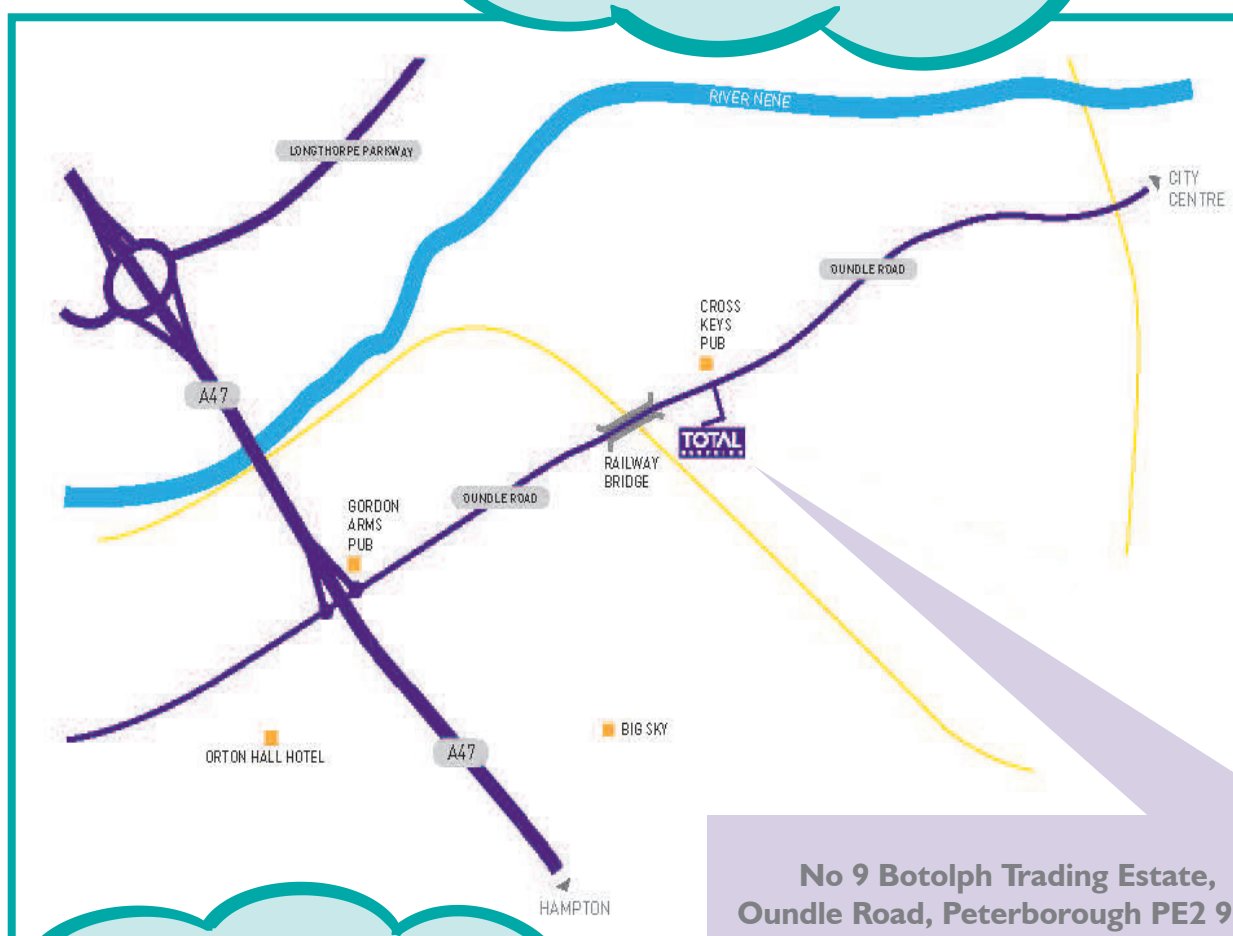 RIVER NENE
LONGTHORPE PARKWAY
CITY
CENTRE
OUNDLE ROAD
CROSS
KEYS
PUB
A47
TOTAL
RAILWAY
BRIDGE
OUNDLE ROAD
GORDON
ARMS
PUB
BIG SKY
ORTON HALL HOTEL
A47
HAMPTON
No 9 Botolph Trading Estate,
Oundle Road, Peterborough PE2 9